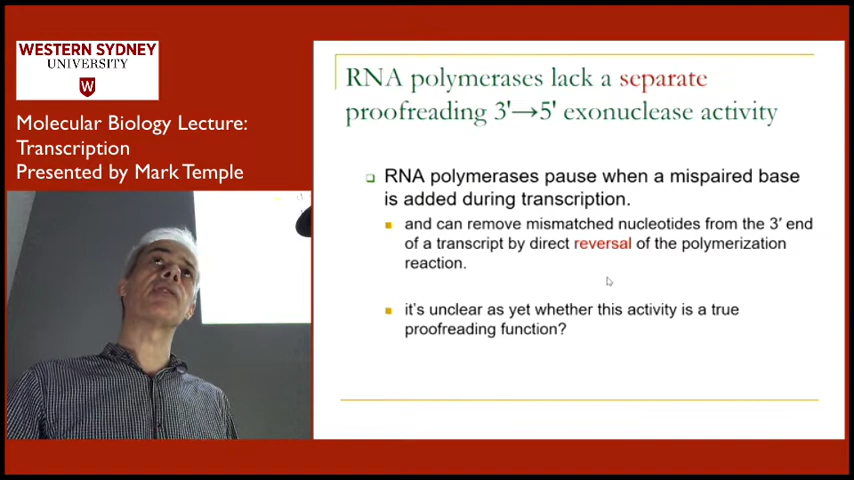 WESTERN SYDNEY
UNIVERSITY
W
Molecular Biology Lecture:
Transcription
Presented by Mark Temple
RNA polymerases lack a separate
proofreading 3'→5' exonuclease activity
RNA polymerases pause when a mispaired base
is added during transcription.
and can remove mismatched nucleotides from the 3′ end
of a transcript by direct reversal of the polymerization
reaction.
it's unclear as yet whether this activity is a true
proofreading function?